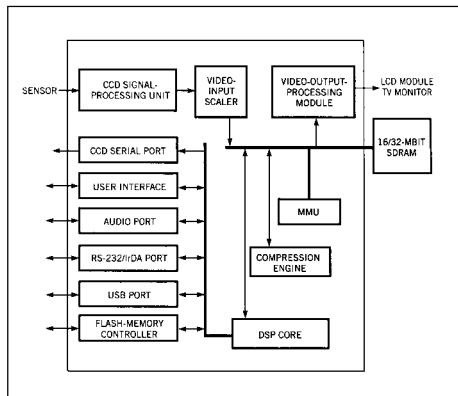 SENSOR
CCD SIGNAL-
PROCESSING UNIT
VIDEO-
INPUT
SCALER
VIDEO-OUTPUT-
PROCESSING
MODULE
LCD MODULE
TV MONITOR
16/32-MBIT
SDRAM
CCD SERIAL PORT
USER INTERFACE
AUDIO PORT
RS-232/IrDA PORT
USB PORT
FLASH-MEMORY
CONTROLLER
MMU
COMPRESSION
ENGINE
DSP CORE